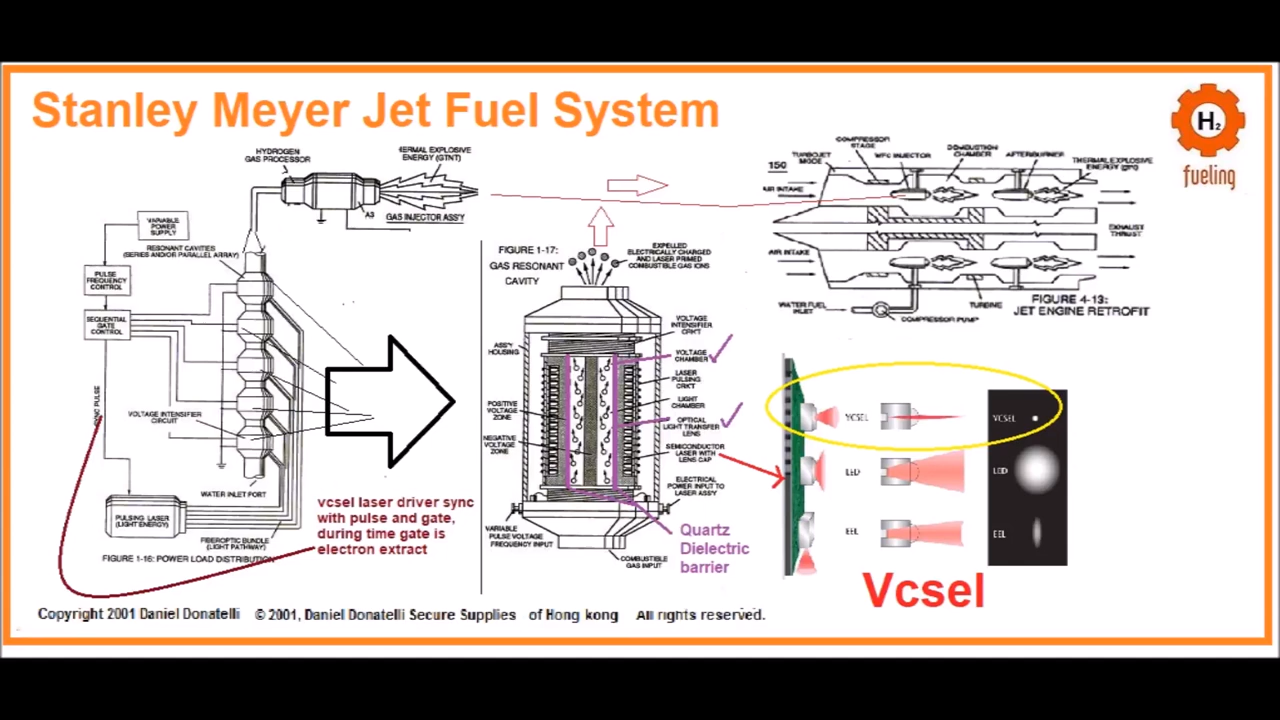 Stanley Meyer Jet Fuel System
H2
fueling
HYDROGEN
GAS PROCESSOR
THERMAL EXPLOSIVE
ENERGY (GTNT)
A3
GAS INJECTOR ASS'Y
VARIABLE
POWER
SUPPLY
RESONANT CAVITIES
(SERIES AND/OR PARALLEL ARRAY)
PULSE
FREQUENCY
CONTROL
SEQUENTIAL
GATE
CONTROL
SYNC PULSE
VOLTAGE INTENSIFIER
CIRCUIT
WATER INLET PORT
PULSING LASER
(LIGHT ENERGY)
FIBEROPTIC BUNDLE
(LIGHT PATHWAY)
FIGURE 1-16: POWER LOAD DISTRIBUTION
vcsel laser driver sync
with pulse and gate,
during time gate is
electron extract
FIGURE 1-17:
GAS RESONANT
CAVITY
EXPELLED
ELECTRICALLY CHARGED
AND LASER PRIMED
COMBUSTIBLE GAS IONS
ASS'Y
HOUSING
VOLTAGE
INTENSIFIER
CRK'T
VOLTAGE
CHAMBER
LASER
PULSING
CRK'T
LIGHT
CHAMBER
POSITIVE
VOLTAGE
ZONE
OPTICAL
LIGHT TRANSFER
LENS
NEGATIVE
VOLTAGE
ZONE
SEMICONDUCTOR
LASER WITH
LENS CAP
ELECTRICAL
POWER INPUT TO
LASER ASS'Y
VARIABLE
PULSE VOLTAGE
FREQUENCY INPUT
COMBUSTIBLE
GAS INPUT
Quartz
Dielectric
barrier
150
TURBOJET
MODE
COMPRESSOR
STAGE
WFC INJECTOR
COMBUSTION
CHAMBER
AFTERBURNER
THERMAL EXPLOSIVE
AIR INTAKE
AIR INTAKE
EXHAUST
THRUST
WATER FUEL
INLET
COMPRESSOR PUMP
TURBINE
FIGURE 4-13:
JET ENGINE RETROFIT
VCSEL
VCSEL
LED
LED
EEL
EEL
Vcsel
Copyright 2001 Daniel Donatelli © 2001, Daniel Donatelli Secure Supplies of Hong kong All rights reserved.